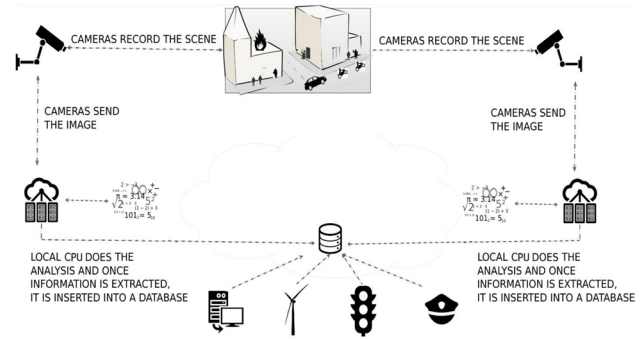 CAMERAS RECORD THE SCENE
CAMERAS RECORD THE SCENE
CAMERAS SEND
THE IMAGE
CAMERAS SEND
THE IMAGE
π = 3.14
101₂ = 5₁₀
π = 3.14
101₂ = 5₁₀
LOCAL CPU DOES THE
ANALYSIS AND ONCE
INFORMATION IS EXTRACTED,
IT IS INSERTED INTO A DATABASE
LOCAL CPU DOES THE
ANALYSIS AND ONCE
INFORMATION IS EXTRACTED,
IT IS INSERTED INTO A DATABASE